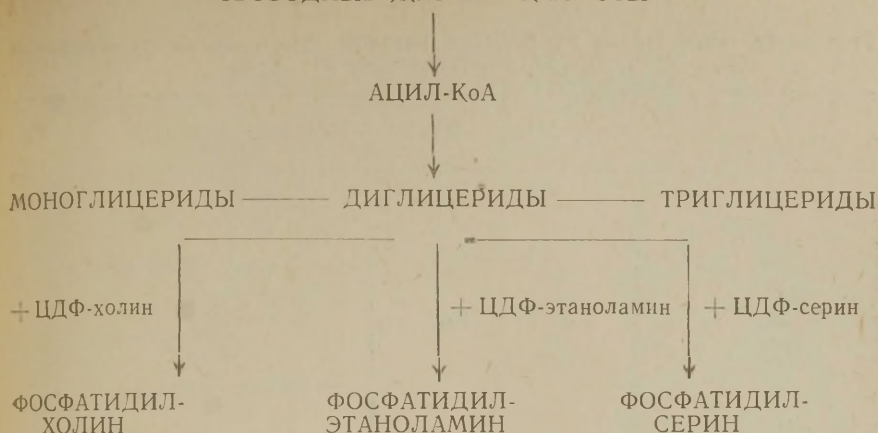 АЦИЛ-КоА
МОНОГЛИЦЕРИДЫ ДИГЛИЦЕРИДЫ ТРИГЛИЦЕРИДЫ
+ ЦДФ-холин + ЦДФ-этаноламин + ЦДФ-серин
ФОСФАТИДИЛ- ФОСФАТИДИЛ- ФОСФАТИДИЛ-
ХОЛИН ЭТАНОЛАМИН СЕРИН